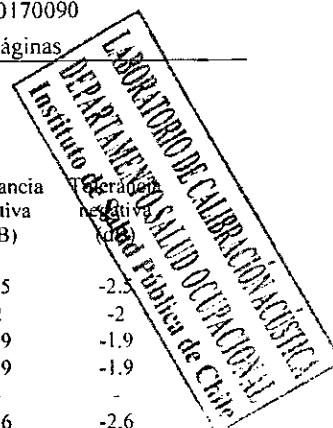 0170090
áginas
LABORATORIO DE CALIBRACIÓN ACÚSTICA
DEPARTAMENTO SALUD OCUPACIONAL
Instituto de Salud Pública de Chile
ancia Tolerancia
tiva negativa
B) (dB)
5 -2.5
-2
9 -1.9
9 -1.9
- -
6 -2.6